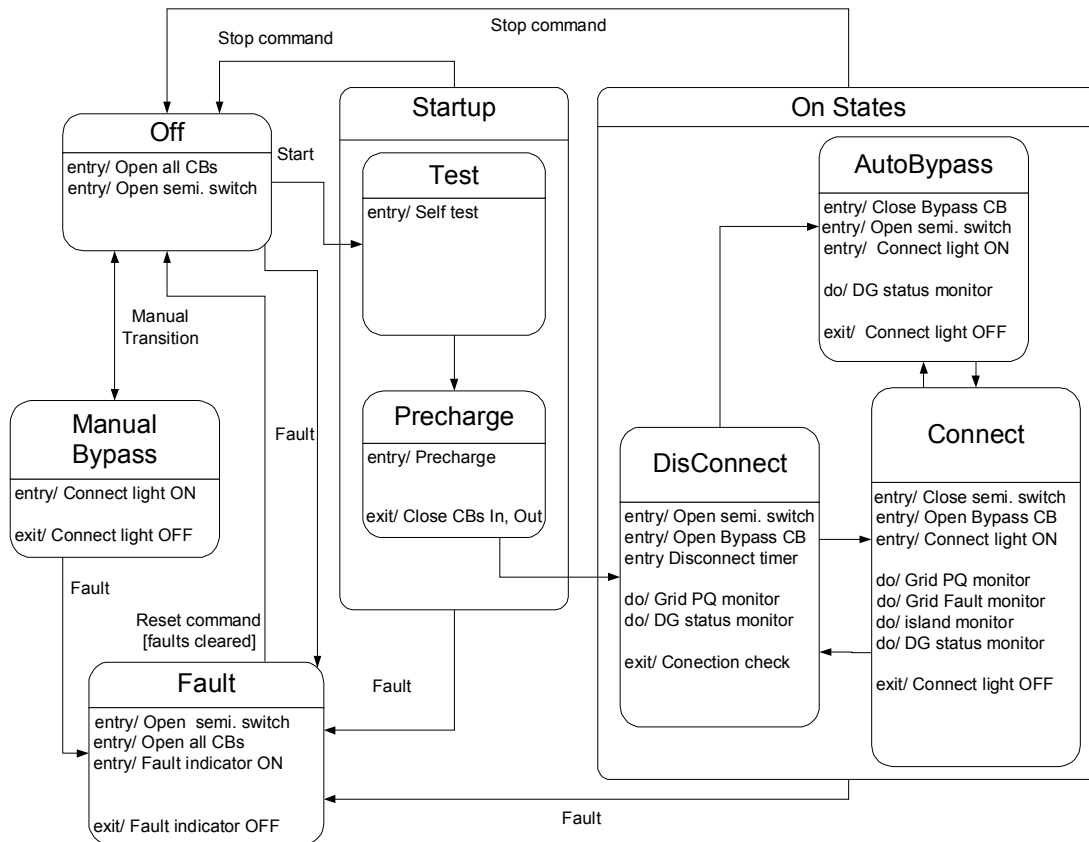 Stop command
Stop command
Off
entry/ Open all CBs
entry/ Open semi. switch
Start
Startup
Test
entry/ Self test
Precharge
entry/ Precharge
exit/ Close CBs In, Out
On States
AutoBypass
entry/ Close Bypass CB
entry/ Open semi. switch
entry/ Connect light ON
do/ DG status monitor
exit/ Connect light OFF
DisConnect
entry/ Open semi. switch
entry/ Open Bypass CB
entry Disconnect timer
do/ Grid PQ monitor
do/ DG status monitor
exit/ Conection check
Connect
entry/ Close semi. switch
entry/ Open Bypass CB
entry/ Connect light ON
do/ Grid PQ monitor
do/ Grid Fault monitor
do/ island monitor
do/ DG status monitor
exit/ Connect light OFF
Manual
Transition
Manual
Bypass
entry/ Connect light ON
exit/ Connect light OFF
Fault
Fault
Reset command
[faults cleared]
Fault
entry/ Open semi. switch
entry/ Open all CBs
entry/ Fault indicator ON
exit/ Fault indicator OFF
Fault
Fault